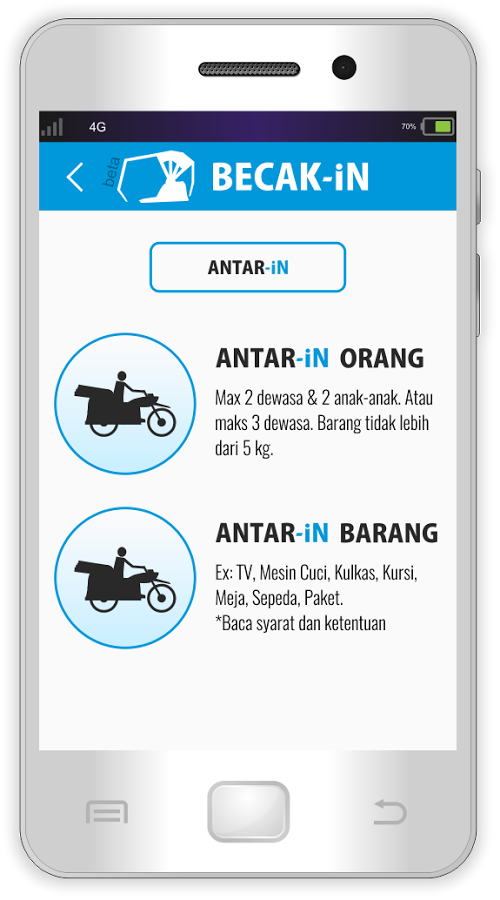 4G
70%
beta
BECAK-iN
ANTAR-iN
ANTAR-iN ORANG
Max 2 dewasa & 2 anak-anak. Atau
maks 3 dewasa. Barang tidak lebih
dari 5 kg.
ANTAR-iN BARANG
Ex: TV, Mesin Cuci, Kulkas, Kursi,
Meja, Sepeda, Paket.
*Baca syarat dan ketentuan